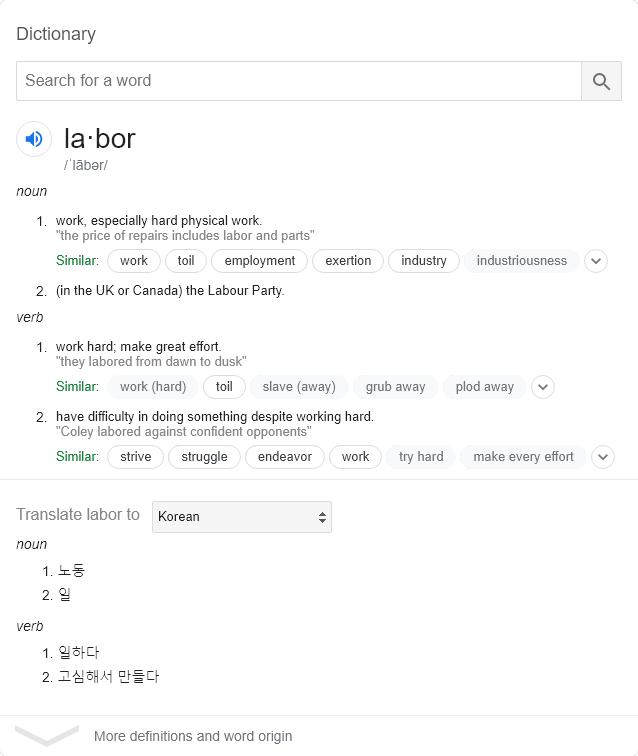 Dictionary
Search for a word
la·bor
/ˈlābər/
noun
1. work, especially hard physical work.
"the price of repairs includes labor and parts"
Similar: work toil employment exertion industry industriousness
2. (in the UK or Canada) the Labour Party.
verb
1. work hard; make great effort.
"they labored from dawn to dusk"
Similar: work (hard) toil slave (away) grub away plod away
2. have difficulty in doing something despite working hard.
"Coley labored against confident opponents"
Similar: strive struggle endeavor work try hard make every effort
Translate labor to Korean
noun
1. 노동
2. 일
verb
1. 일하다
2. 고심해서 만들다
More definitions and word origin